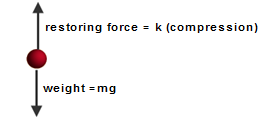 restoring force = k (compression)
weight =mg